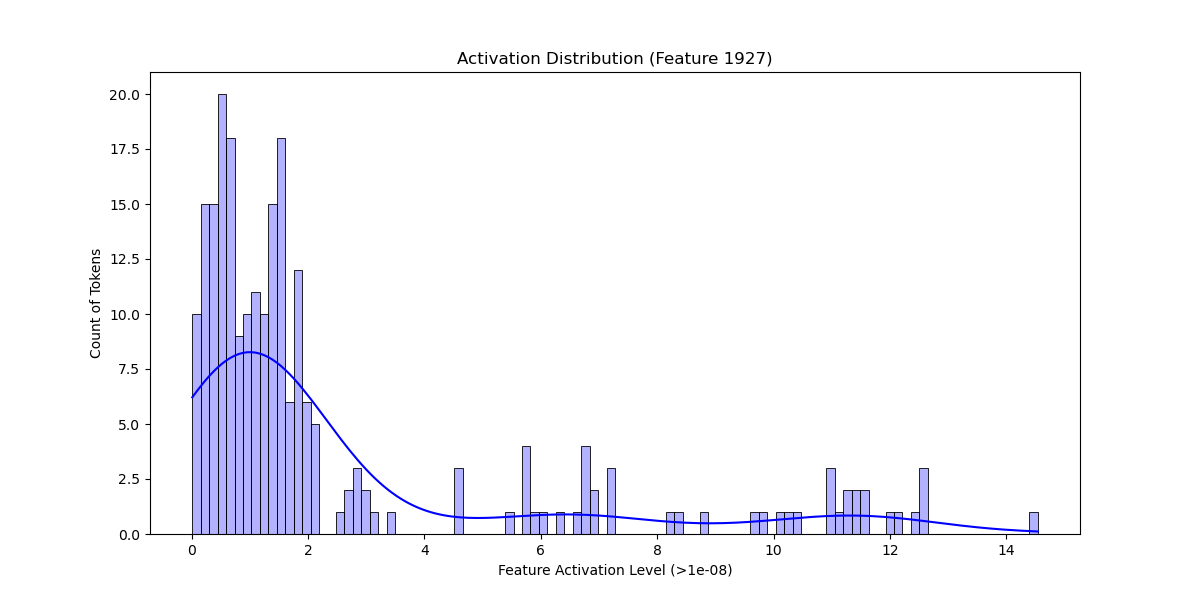 Activation Distribution (Feature 1927)
Count of Tokens
20.0
17.5
15.0
12.5
10.0
7.5
5.0
2.5
0.0
0 2 4 6 8 10 12 14
Feature Activation Level (>1e-08)